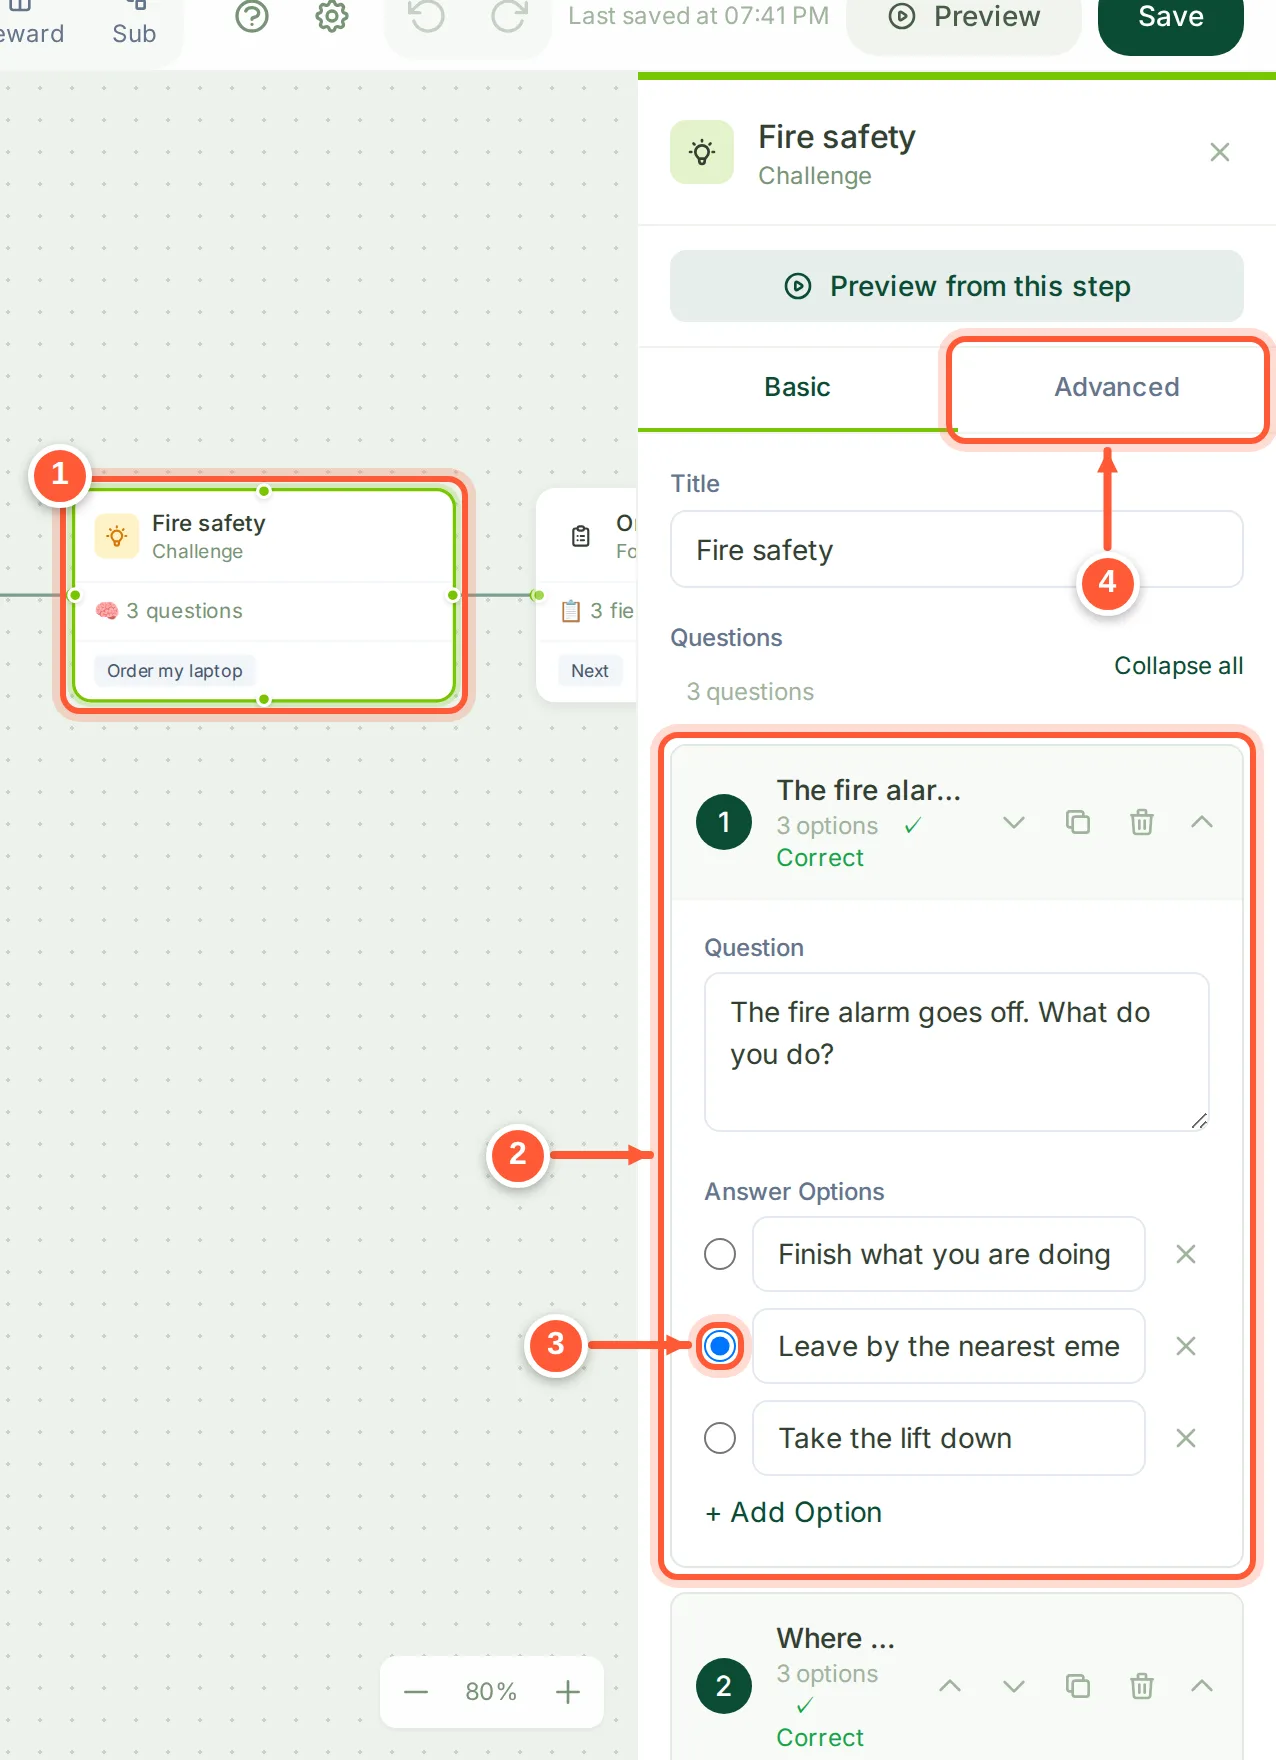 eward
Sub
Last saved at 07:41 PM
Preview
Save
Fire safety
Challenge
Preview from this step
Basic
Advanced
1
Fire safety
Challenge
3 questions
Order my laptop
Fo
3 fie
Next
Title
Fire safety
4
Questions
3 questions
Collapse all
1
The fire alar...
3 options ✓
Correct
Question
The fire alarm goes off. What do
you do?
2
Answer Options
Finish what you are doing
3
Leave by the nearest eme
Take the lift down
+ Add Option
2
Where ...
3 options
✓
Correct
80%